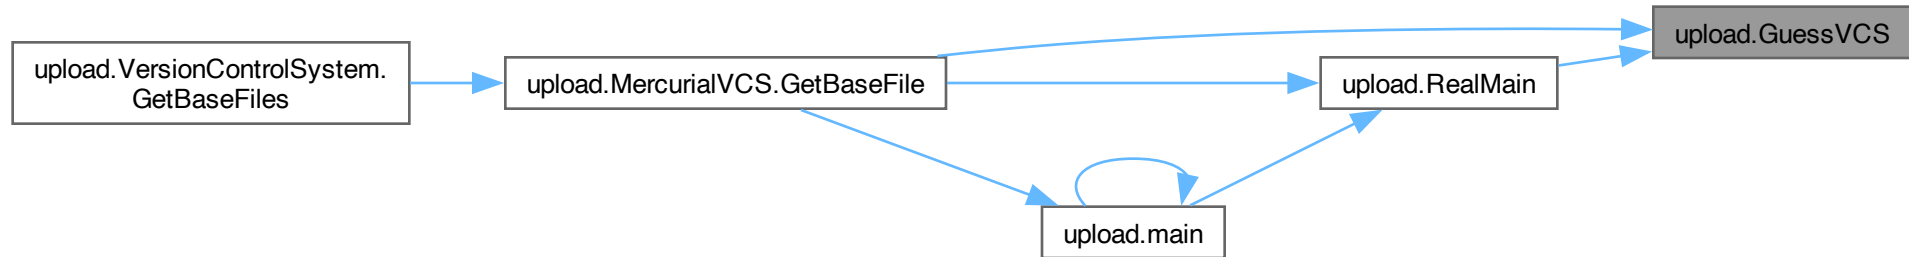 upload.GuessVCS
upload.VersionControlSystem.
GetBaseFiles
upload.MercurialVCS.GetBaseFile
upload.RealMain
upload.main